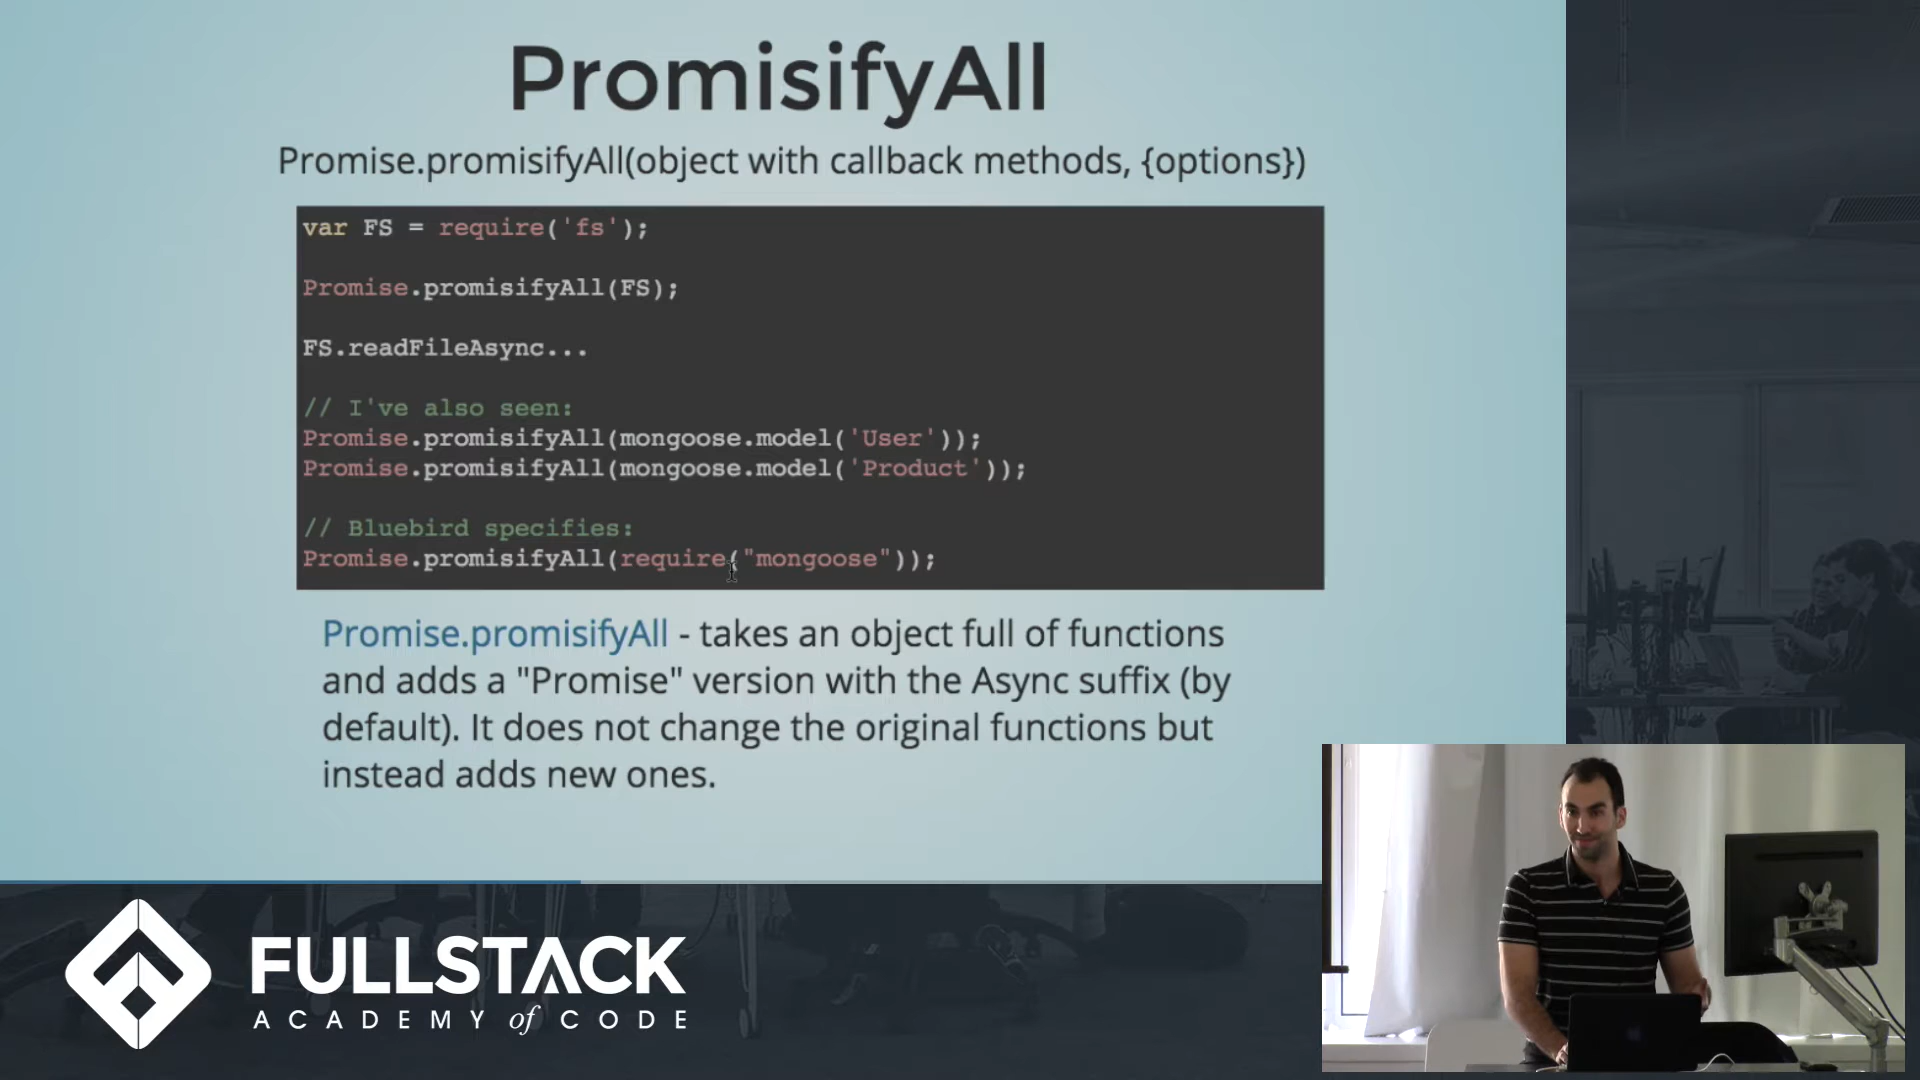 PromisifyAll
Promise.promisifyAll(object with callback methods, {options})
var FS = require('fs');
Promise.promisifyAll(FS);
FS.readFileAsync...
// I've also seen:
Promise.promisifyAll(mongoose.model('User'));
Promise.promisifyAll(mongoose.model('Product'));
// Bluebird specifies:
Promise.promisifyAll(require("mongoose"));
Promise.promisifyAll - takes an object full of functions
and adds a "Promise" version with the Async suffix (by
default). It does not change the original functions but
instead adds new ones.
FULLSTACK
ACADEMY of CODE